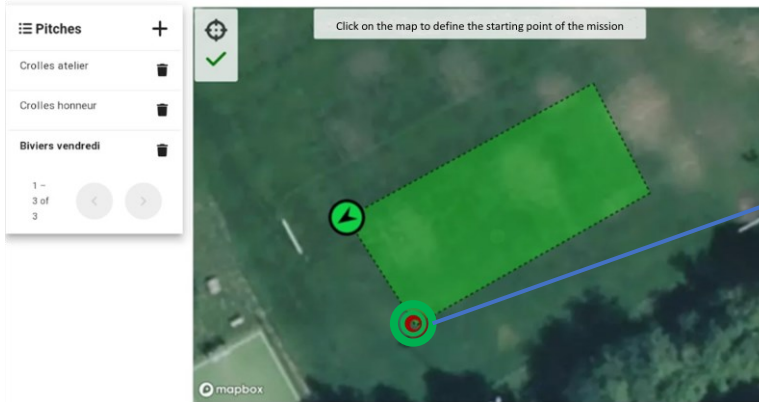 Pitches
Crolles atelier
Crolles honneur
Biviers vendredi
1 –
3 of
3
Click on the map to define the starting point of the mission
mapbox